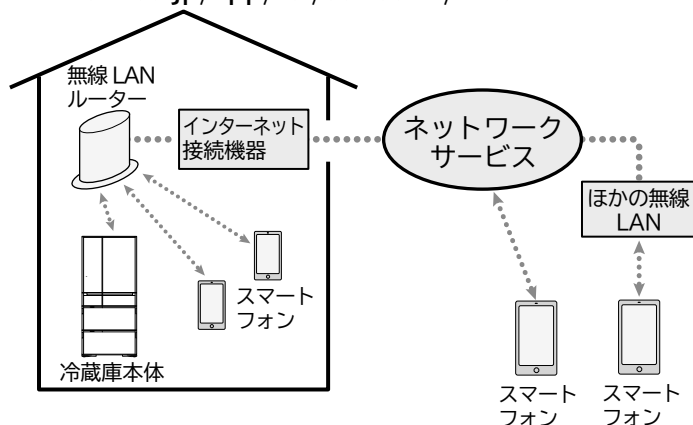 無線 LAN
ルーター
インターネット
接続機器
ネットワーク
サービス
ほかの無線
LAN
スマート
フォン
冷蔵庫本体
スマート
フォン
スマート
フォン